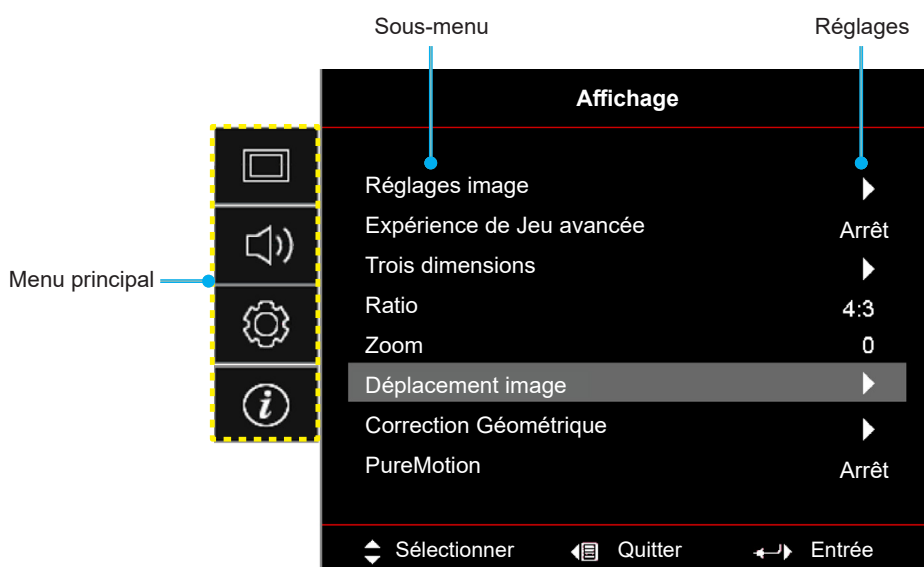 Sous-menu Réglages
Affichage
Réglages image
Expérience de Jeu avancée Arrêt
Trois dimensions
Menu principal
Ratio 4:3
Zoom 0
Déplacement image
Correction Géométrique
PureMotion Arrêt
Sélectionner Quitter Entrée